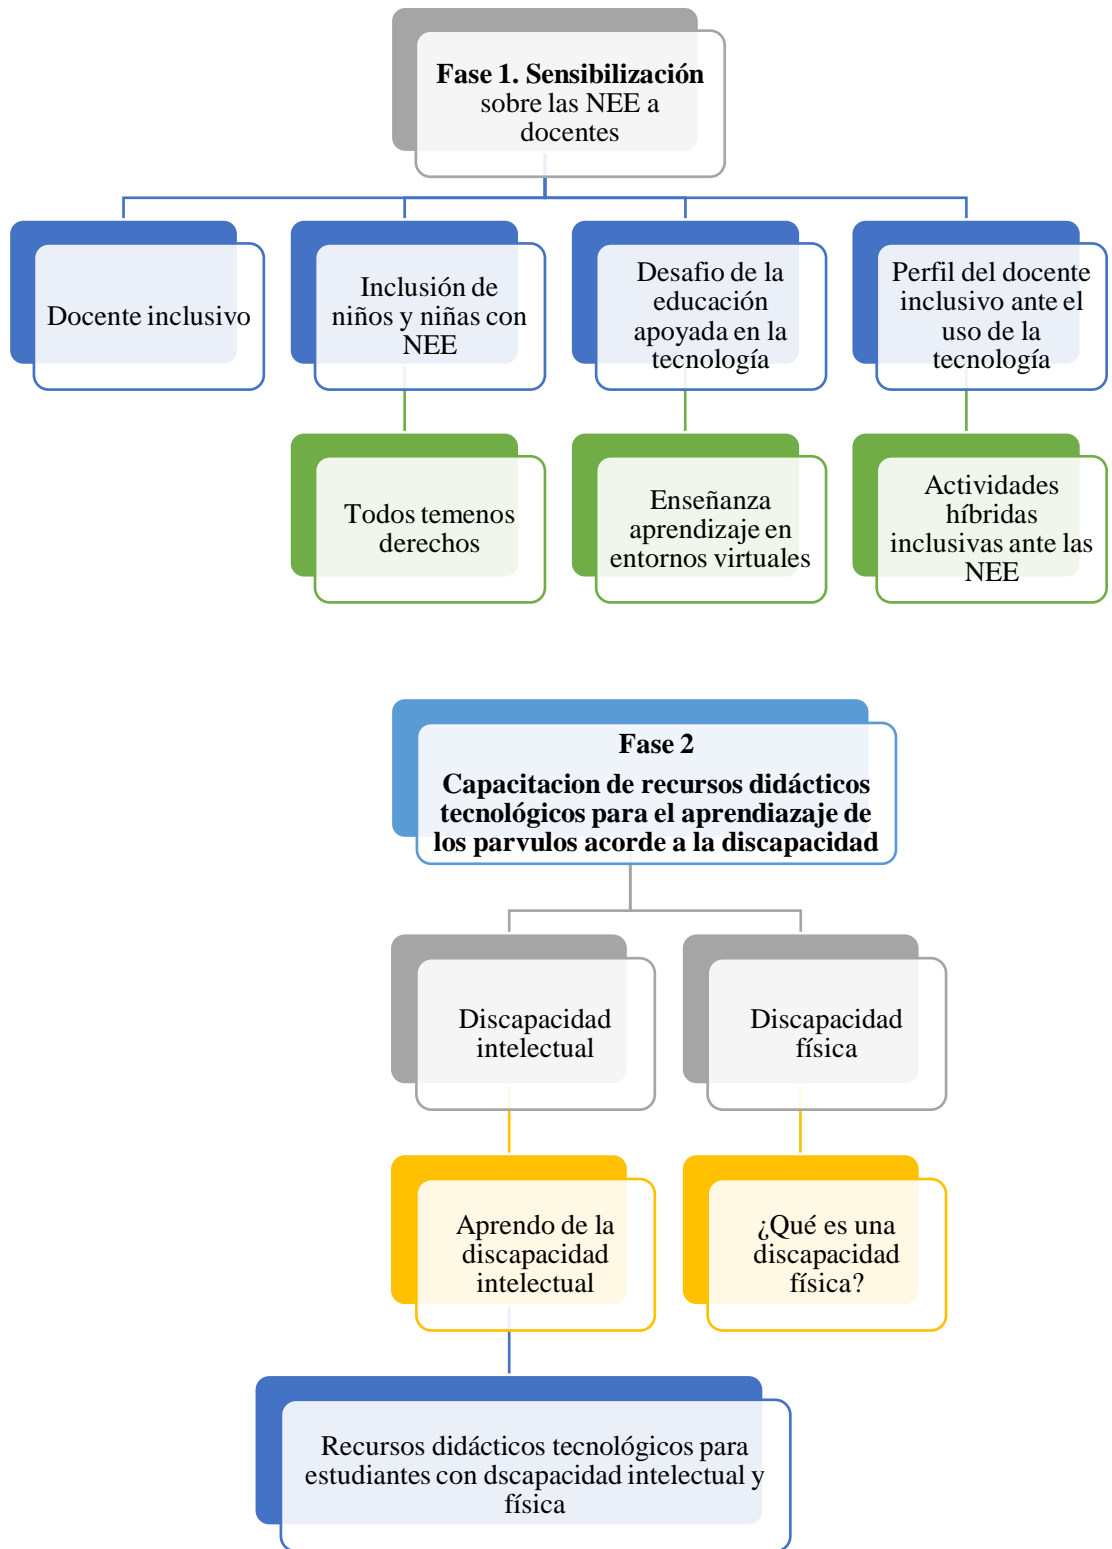 Fase 1. Sensibilización
sobre las NEE a
docentes
Docente inclusivo
Inclusión de
niños y niñas con
NEE
Desafio de la
educación
apoyada en la
tecnología
Perfil del docente
inclusivo ante el
uso de la
tecnología
Todos temenos
derechos
Enseñanza
aprendizaje en
entornos virtuales
Actividades
híbridas
inclusivas ante las
NEE
Fase 2
Capacitacion de recursos didácticos
tecnológicos para el aprendiazaje de
los parvulos acorde a la discapacidad
Discapacidad
intelectual
Discapacidad
física
Aprendo de la
discapacidad
intelectual
¿Qué es una
discapacidad
física?
Recursos didácticos tecnológicos para
estudiantes con dscapacidad intelectual y
física